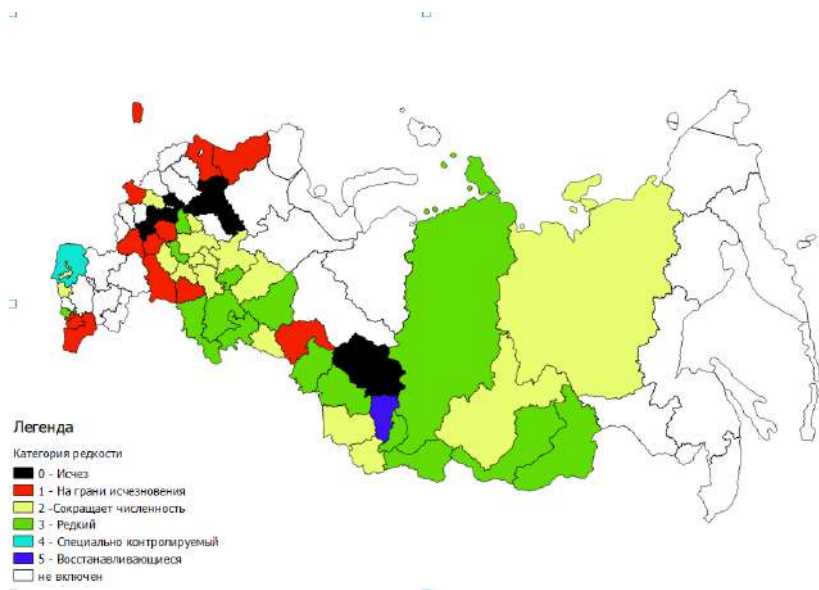 Легенда
Категория редкости
0 - Исчез
1 - На грани исчезновения
2 -Сокращает численность
3 - Редкий
4 - Специально контролируемый
5 - Восстанавливающиеся
не включен